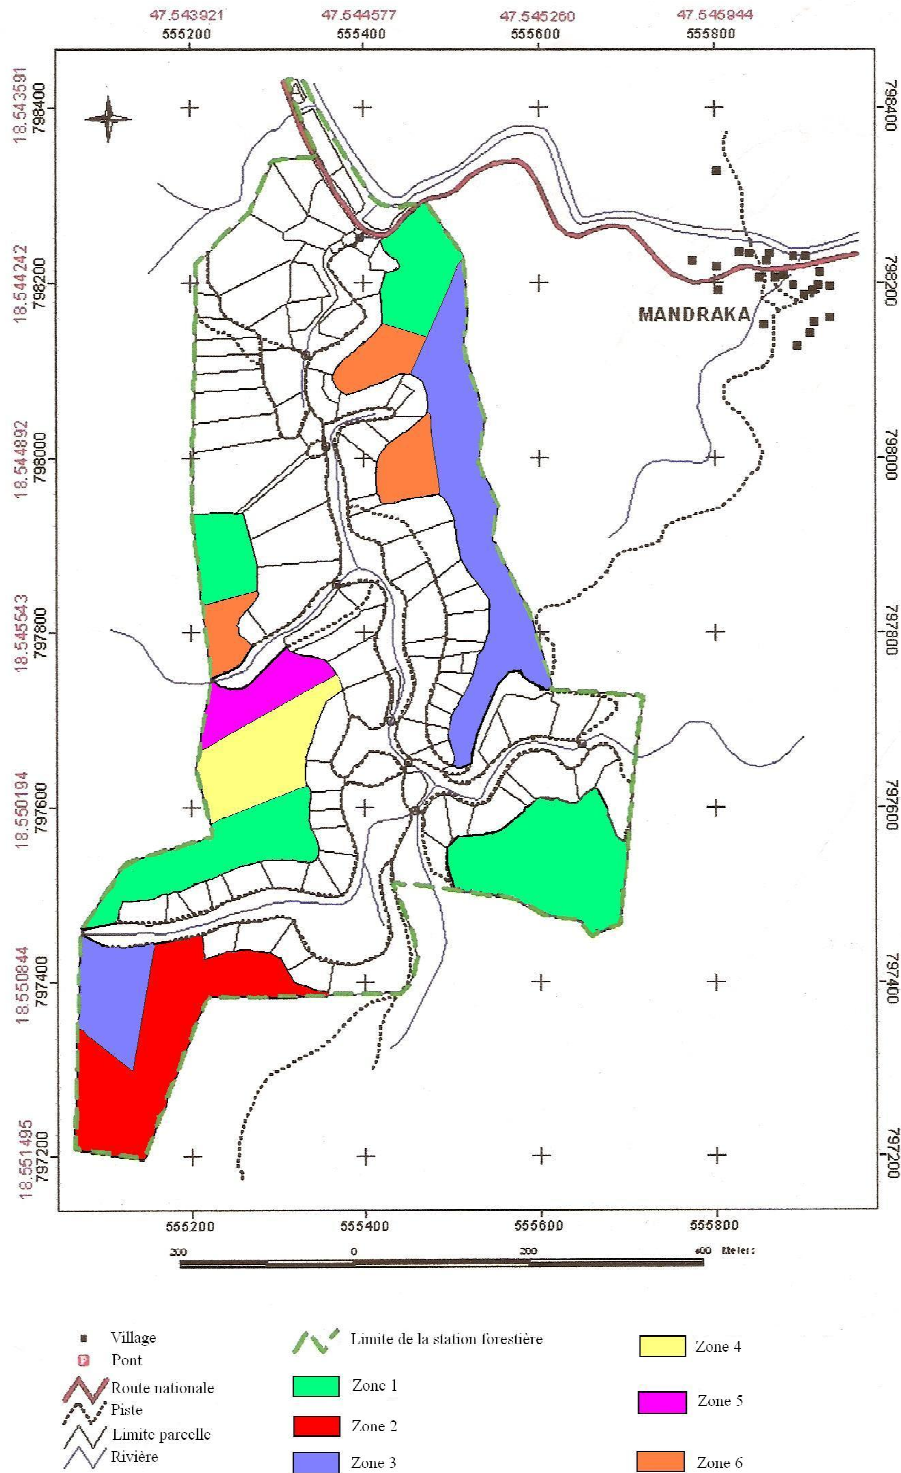 47.543921 47.544577 47.545260 47.545944
555200 555400 555600 555800
18.543591 798400 798400
18.544242 798200 798200
MANDRAKA
18.544892 798000 798000
18.545543 797800 797800
18.550194 797600 797600
18.550844 797400 797400
18.551495 797200 797200
555200 555400 555600 555800
200 0 200 400 Meters
Village
Pont
Route nationale
Piste
Limite parcelle
Rivière
Limite de la station forestière
Zone 1
Zone 2
Zone 3
Zone 4
Zone 5
Zone 6